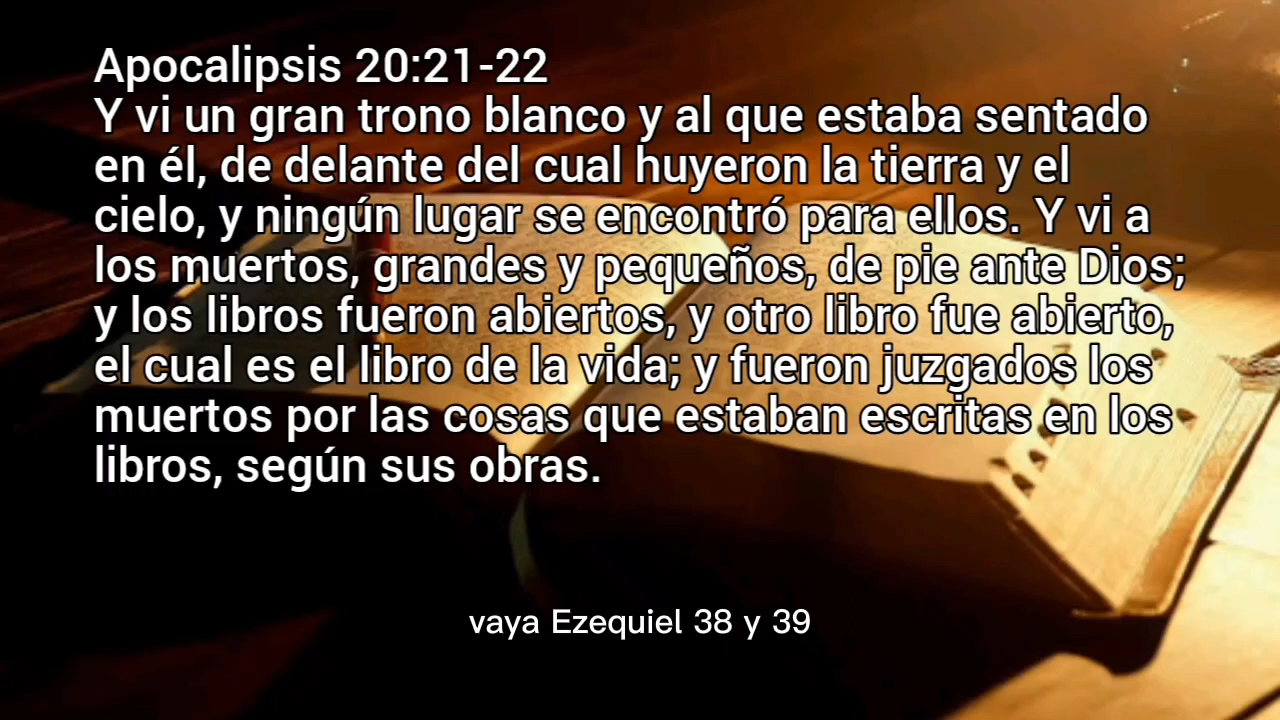 Apocalipsis 20:21-22
Y vi un gran trono blanco y al que estaba sentado
en él, de delante del cual huyeron la tierra y el
cielo, y ningún lugar se encontró para ellos. Y vi a
los muertos, grandes y pequeños, de pie ante Dios;
y los libros fueron abiertos, y otro libro fue abierto,
el cual es el libro de la vida; y fueron juzgados los
muertos por las cosas que estaban escritas en los
libros, según sus obras.
vaya Ezequiel 38 y 39